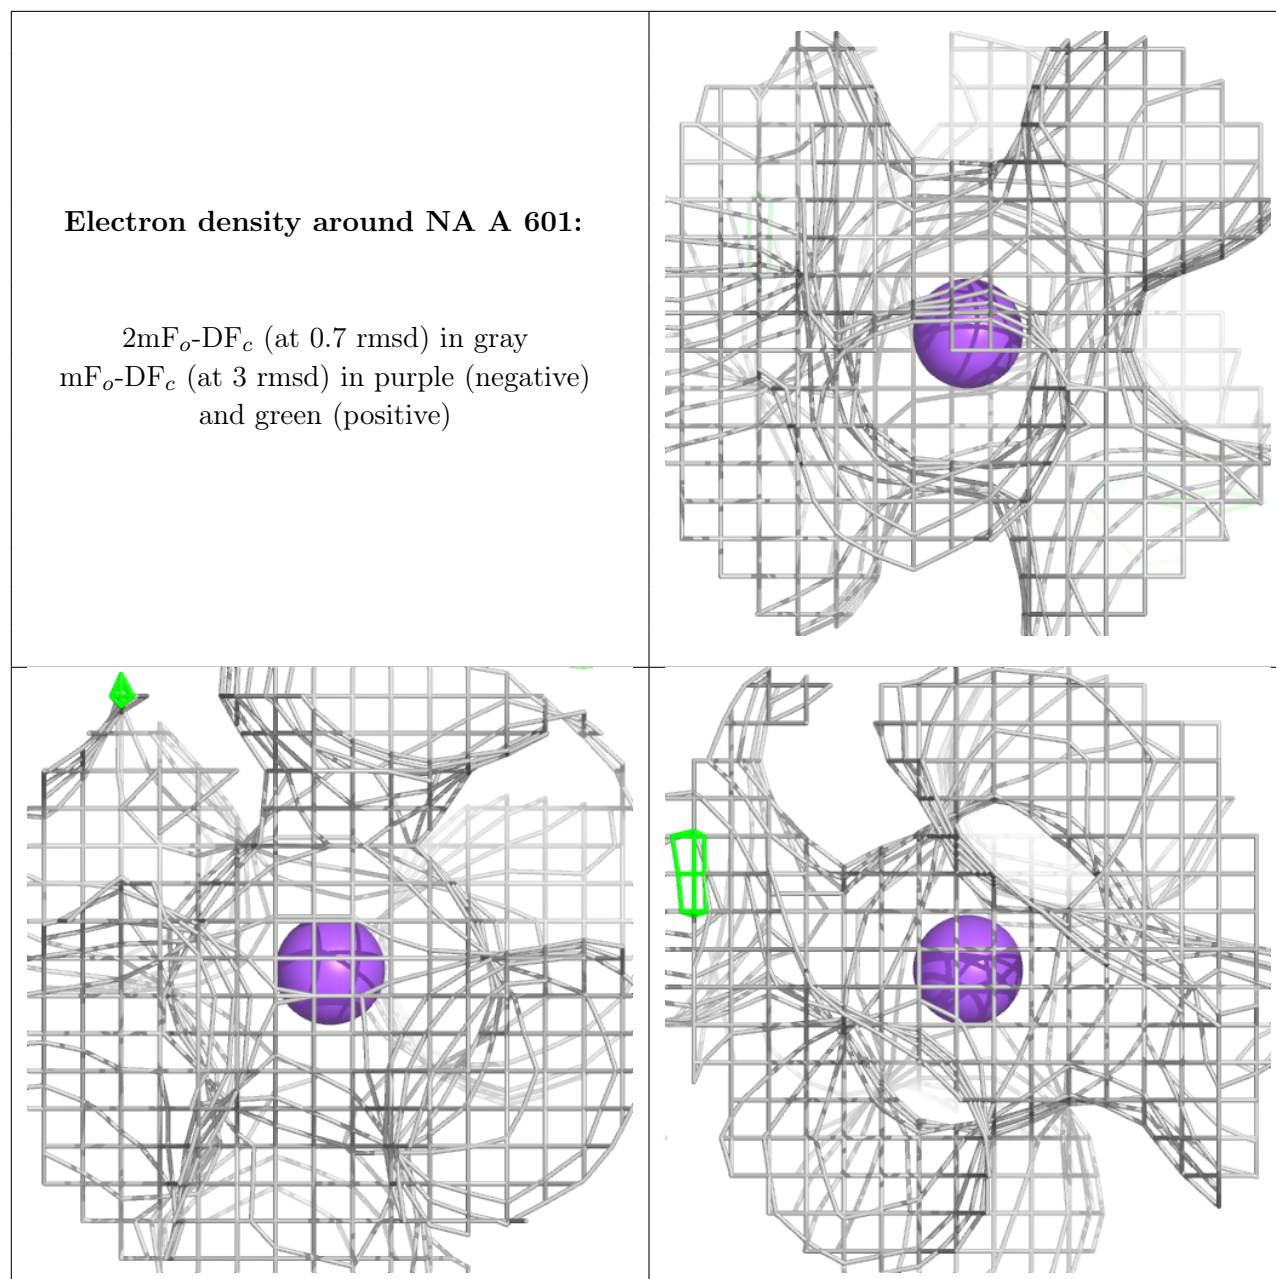 Electron density around NA A 601:
2mFₒ-DF𝒸 (at 0.7 rmsd) in gray
mFₒ-DF𝒸 (at 3 rmsd) in purple (negative)
and green (positive)